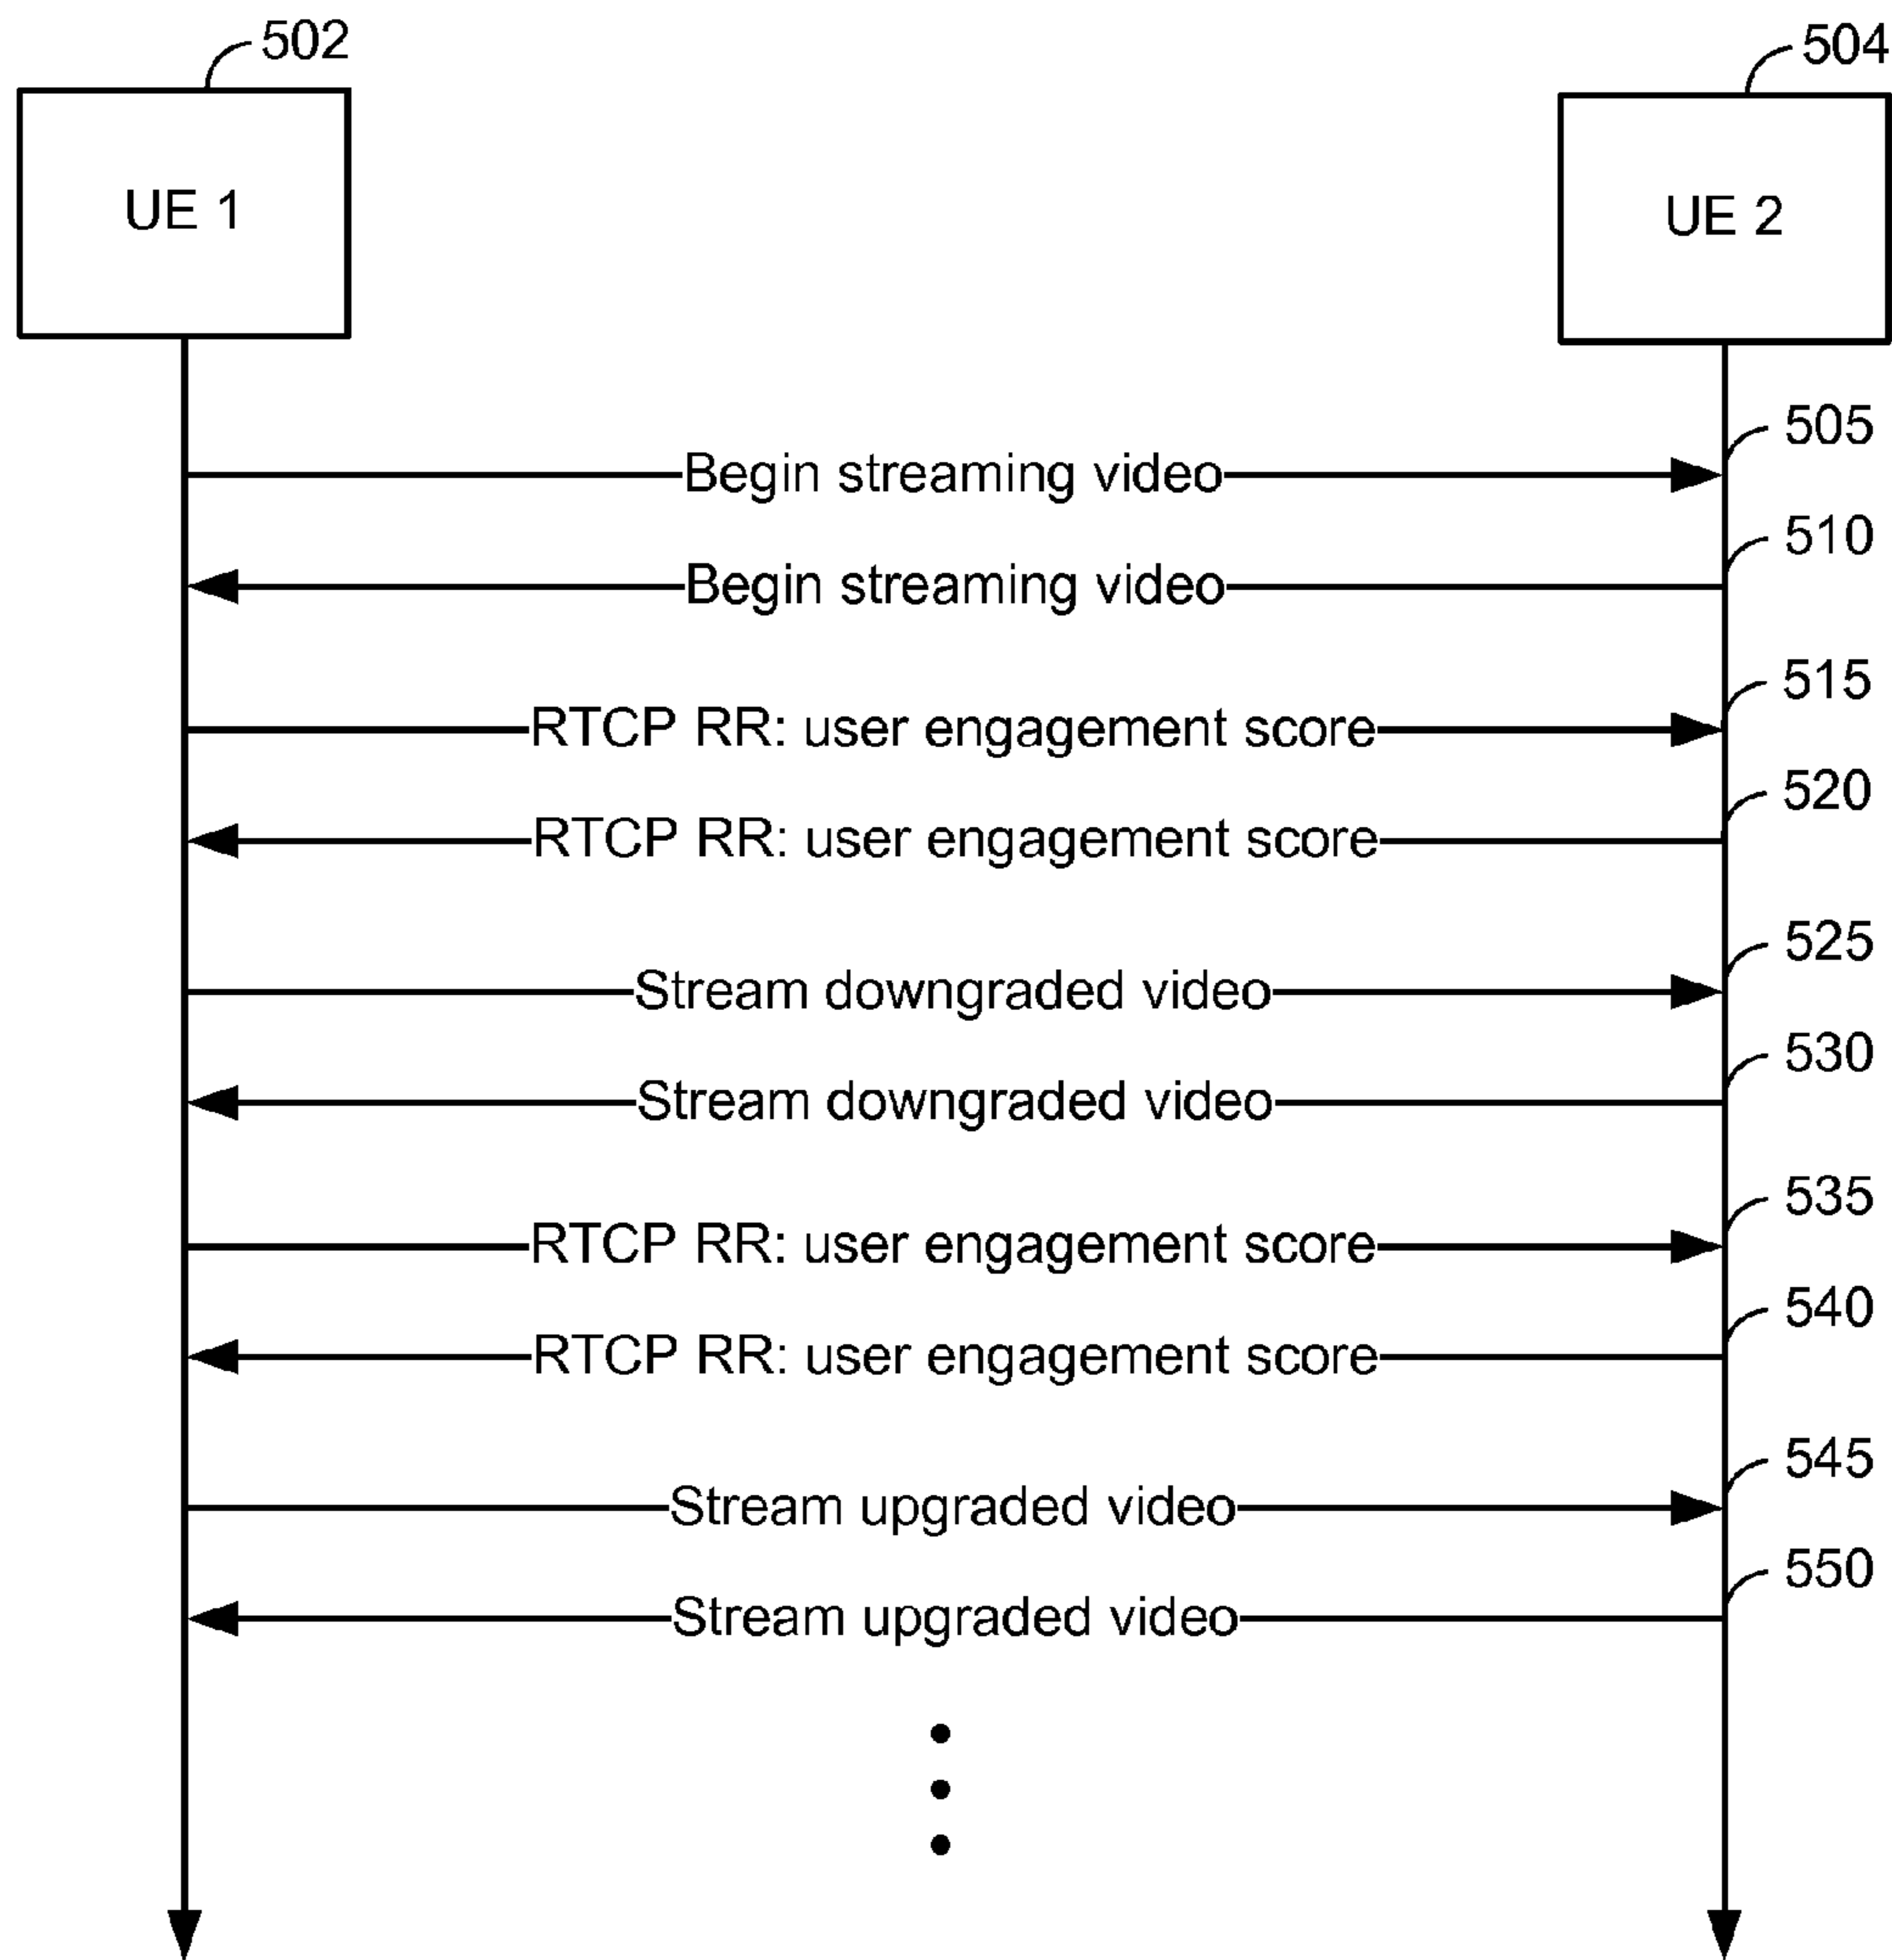 502
504
UE 1
UE 2
505
Begin streaming video
510
Begin streaming video
515
RTCP RR: user engagement score
520
RTCP RR: user engagement score
525
Stream downgraded video
530
Stream downgraded video
535
RTCP RR: user engagement score
540
RTCP RR: user engagement score
545
Stream upgraded video
550
Stream upgraded video